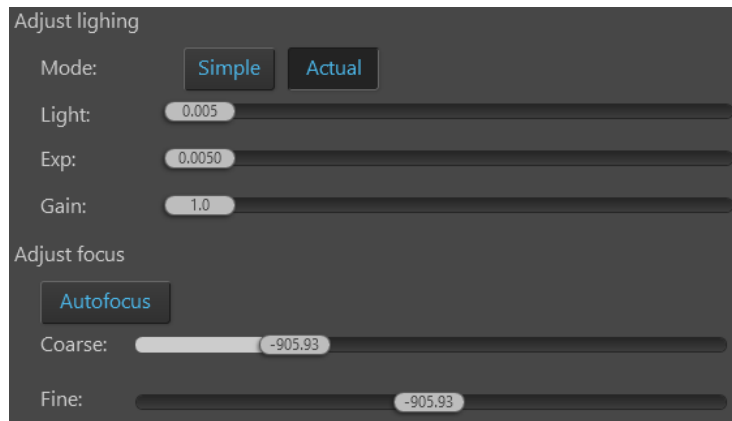 Adjust lighing
Mode: Simple Actual
Light: 0.005
Exp: 0.0050
Gain: 1.0
Adjust focus
Autofocus
Coarse: -905.93
Fine: -905.93